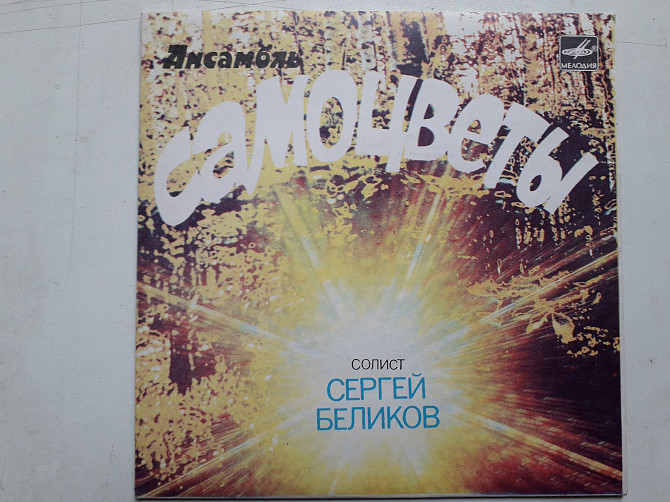 Ансамбль
самоцветы
МЕЛОДИЯ
СОЛИСТ
СЕРГЕЙ
БЕЛИКОВ